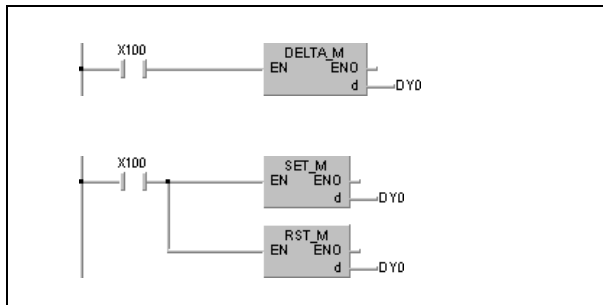 X100
DELTA_M
EN ENO
d DY0
X100
SET_M
EN ENO
d DY0
RST_M
EN ENO
d DY0